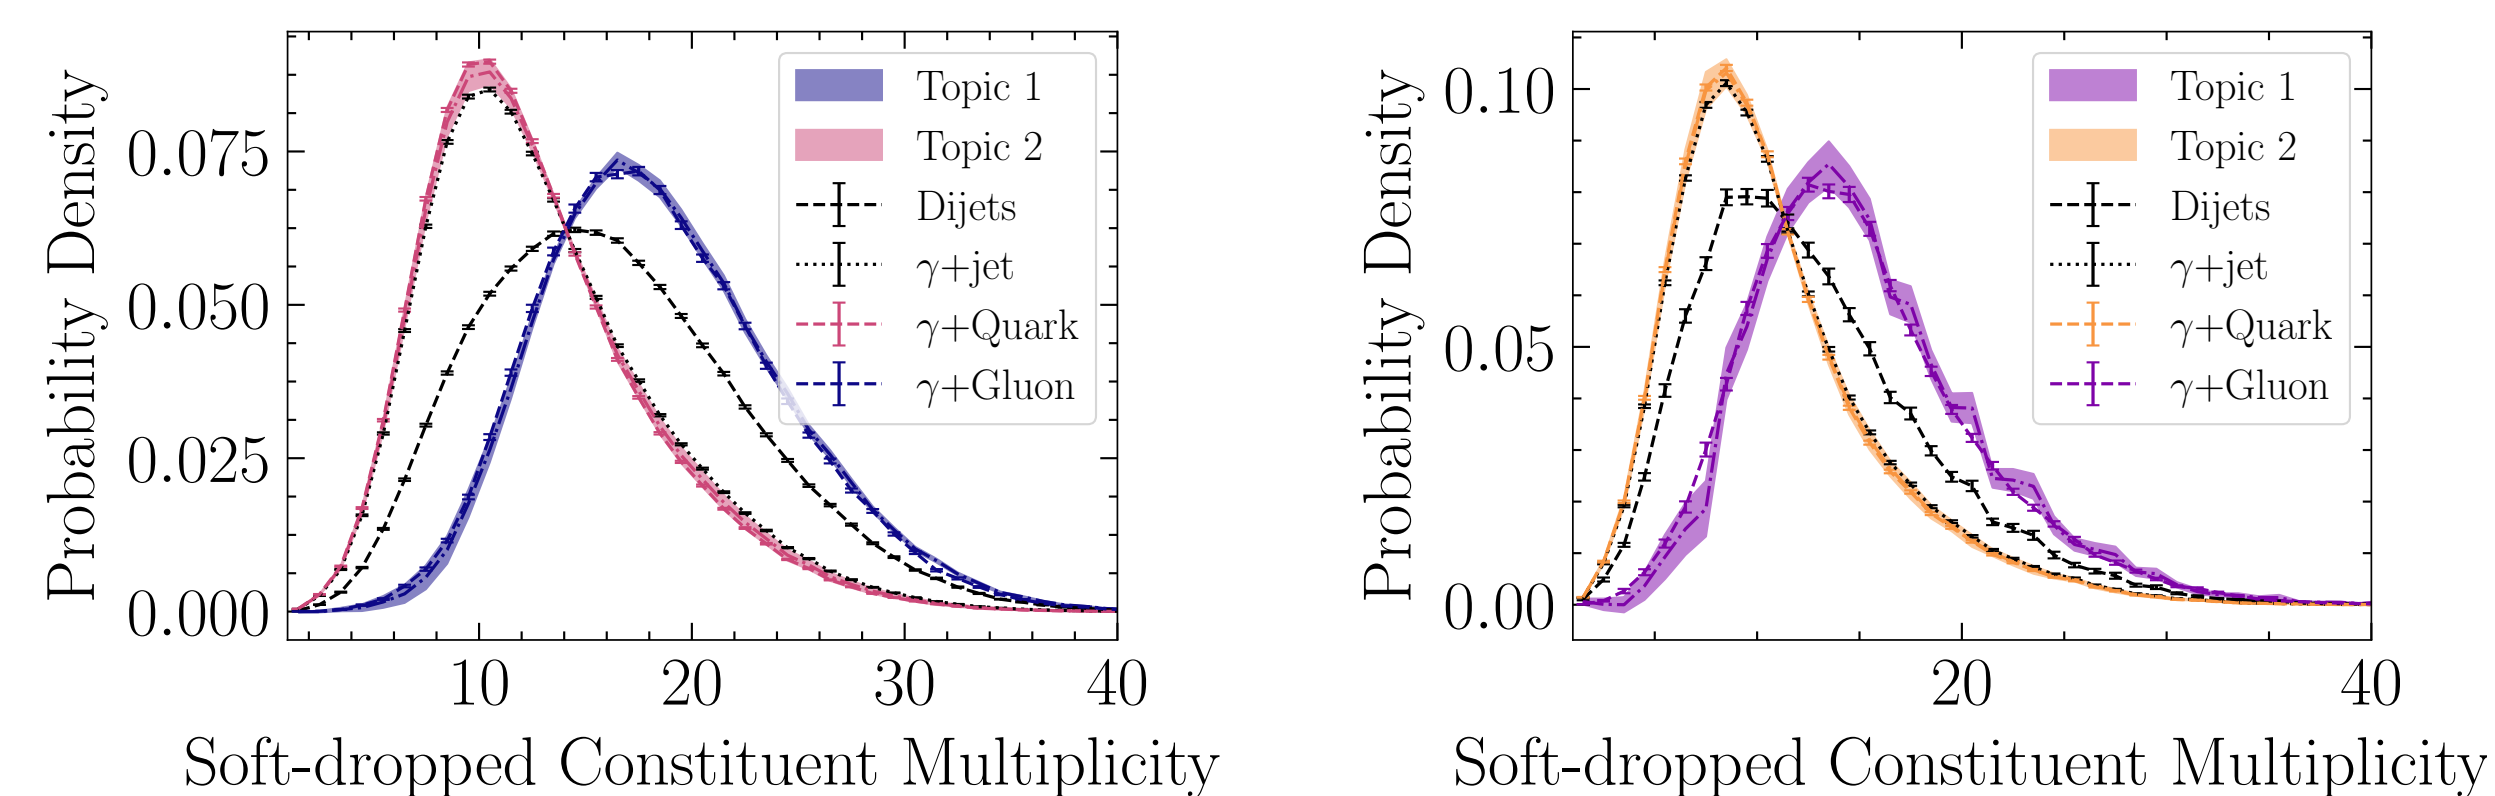 Probability Density
0.075
0.050
0.025
0.000
10 20 30 40
Soft-dropped Constituent Multiplicity
Topic 1
Topic 2
Dijets
γ+jet
γ+Quark
γ+Gluon
Probability Density
0.10
0.05
0.00
20 40
Soft-dropped Constituent Multiplicity
Topic 1
Topic 2
Dijets
γ+jet
γ+Quark
γ+Gluon